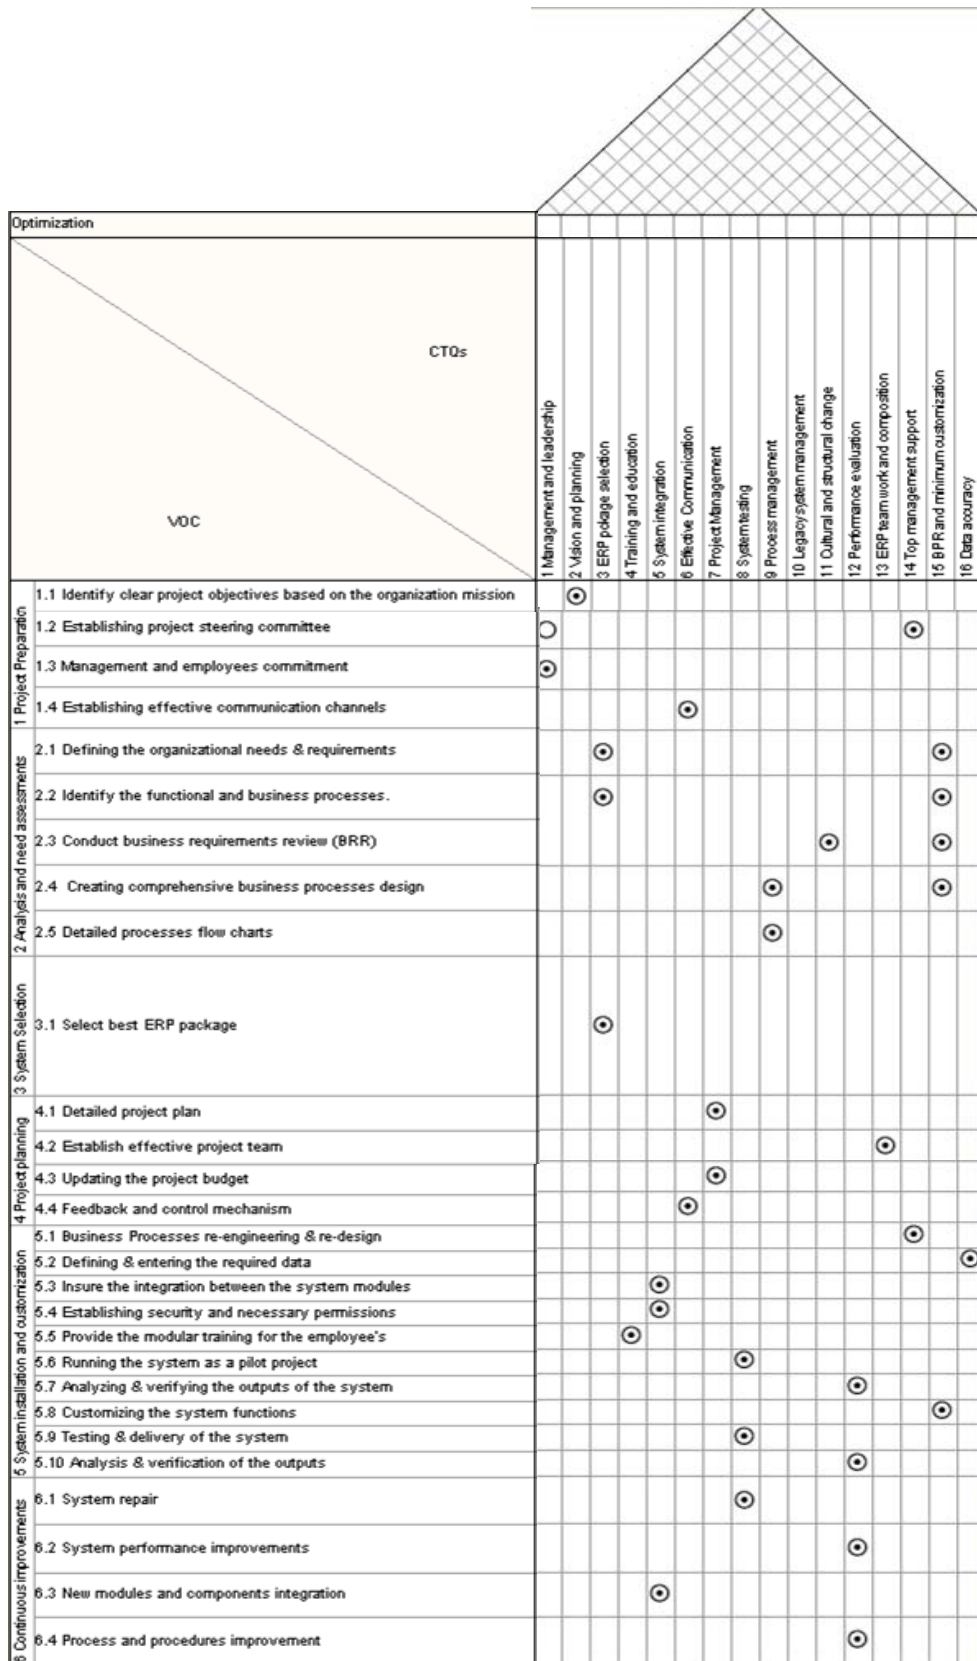 Optimization
CTQs
VOC
1 Management and leadership
2 Vision and planning
3 ERP pokage selection
4 Training and education
5 System integration
6 Effective Communication
7 Project Management
8 System testing
9 Process management
10 Legacy system management
11 Cultural and structural change
12 Performance evaluation
13 ERP team work and composition
14 Top management support
15 BPR and minimum customization
16 Data accuracy
1 Project Preparation
1.1 Identify clear project objectives based on the organization mission
1.2 Establishing project steering committee
1.3 Management and employees commitment
1.4 Establishing effective communication channels
2 Analysis and need assessments
2.1 Defining the organizational needs & requirements
2.2 Identify the functional and business processes.
2.3 Conduct business requirements review (BRR)
2.4 Creating comprehensive business processes design
2.5 Detailed processes flow charts
3 System Selection
3.1 Select best ERP package
4 Project planning
4.1 Detailed project plan
4.2 Establish effective project team
4.3 Updating the project budget
4.4 Feedback and control mechanism
5 System installation and customization
5.1 Business Processes re-engineering & re-design
5.2 Defining & entering the required data
5.3 Insure the integration between the system modules
5.4 Establishing security and necessary permissions
5.5 Provide the modular training for the employee's
5.6 Running the system as a pilot project
5.7 Analyzing & verifying the outputs of the system
5.8 Customizing the system functions
5.9 Testing & delivery of the system
5.10 Analysis & verification of the outputs
6 Continuous improvements
6.1 System repair
6.2 System performance improvements
6.3 New modules and components integration
6.4 Process and procedures improvement